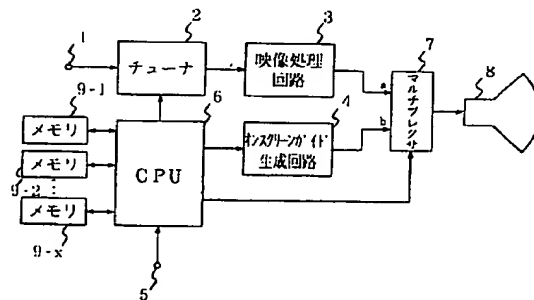 1
2
3
チューナ
映像処理
回路
7
8
マルチプレクサ
a
b
9-1
6
4
メモリ
CPU
オンスクリーンガイド
生成回路
メモリ
9-2
メモリ
9-x
5